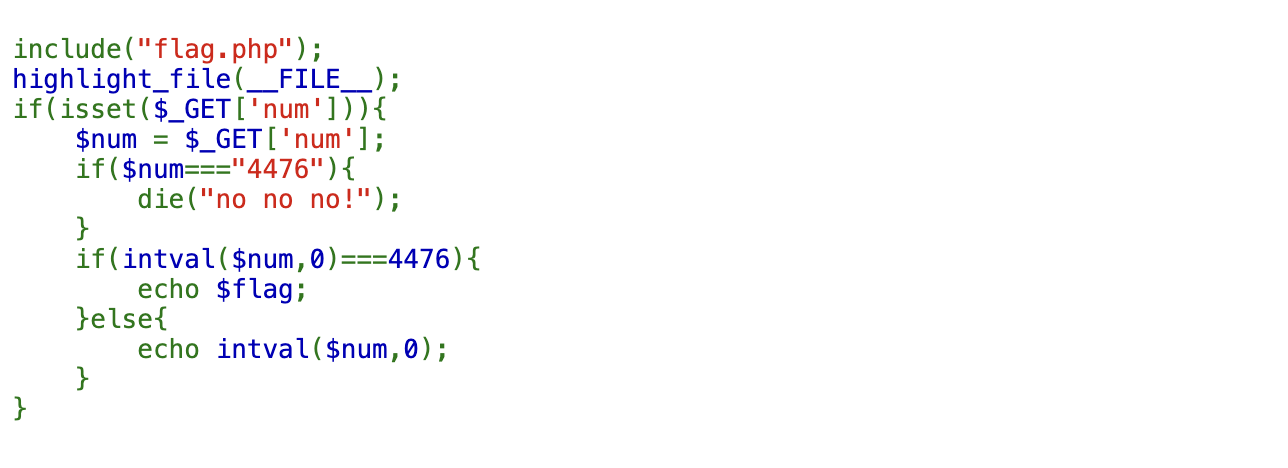 include("flag.php");
highlight_file(__FILE__);
if(isset($_GET['num'])){
    $num = $_GET['num'];
    if($num==="4476"){
        die("no no no!");
    }
    if(intval($num,0)===4476){
        echo $flag;
    }else{
        echo intval($num,0);
    }
}